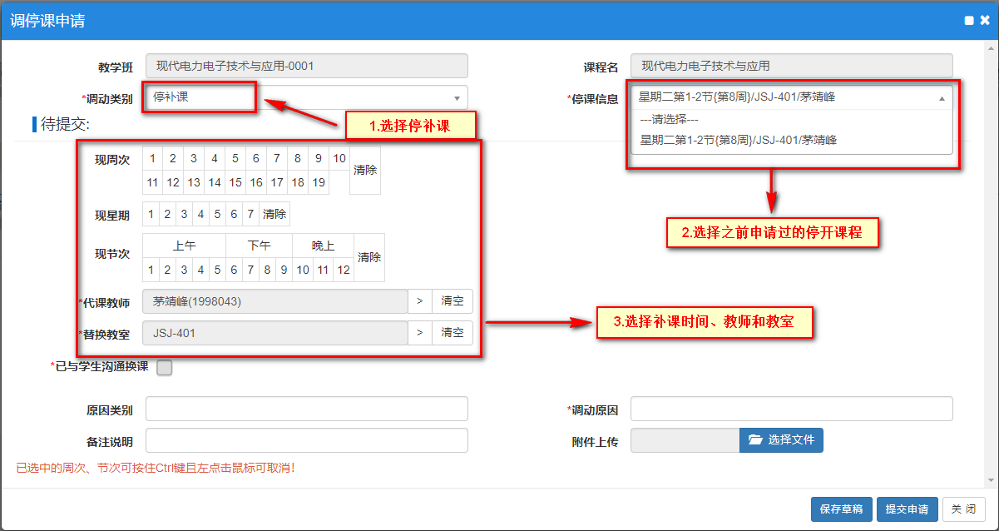 调停课申请
教学班 现代电力电子技术与应用-0001 课程名 现代电力电子技术与应用
*调动类别 停补课 *停课信息 星期二第1-2节{第8周}/JSJ-401/茅靖峰
1.选择停补课 ---请选择---
待提交:
星期二第1-2节{第8周}/JSJ-401/茅靖峰
现周次 1 2 3 4 5 6 7 8 9 10 清除
11 12 13 14 15 16 17 18 19
现星期 1 2 3 4 5 6 7 清除
2.选择之前申请过的停开课程
现节次 上午 下午 晚上 清除
1 2 3 4 5 6 7 8 9 10 11 12
*代课教师 茅靖峰(1998043) > 清空
3.选择补课时间、教师和教室
*替换教室 JSJ-401 > 清空
*已与学生沟通换课
原因类别 *调动原因
备注说明 附件上传 选择文件
已选中的周次、节次可按住Ctrl键且左点击鼠标可取消!
保存草稿 提交申请 关 闭